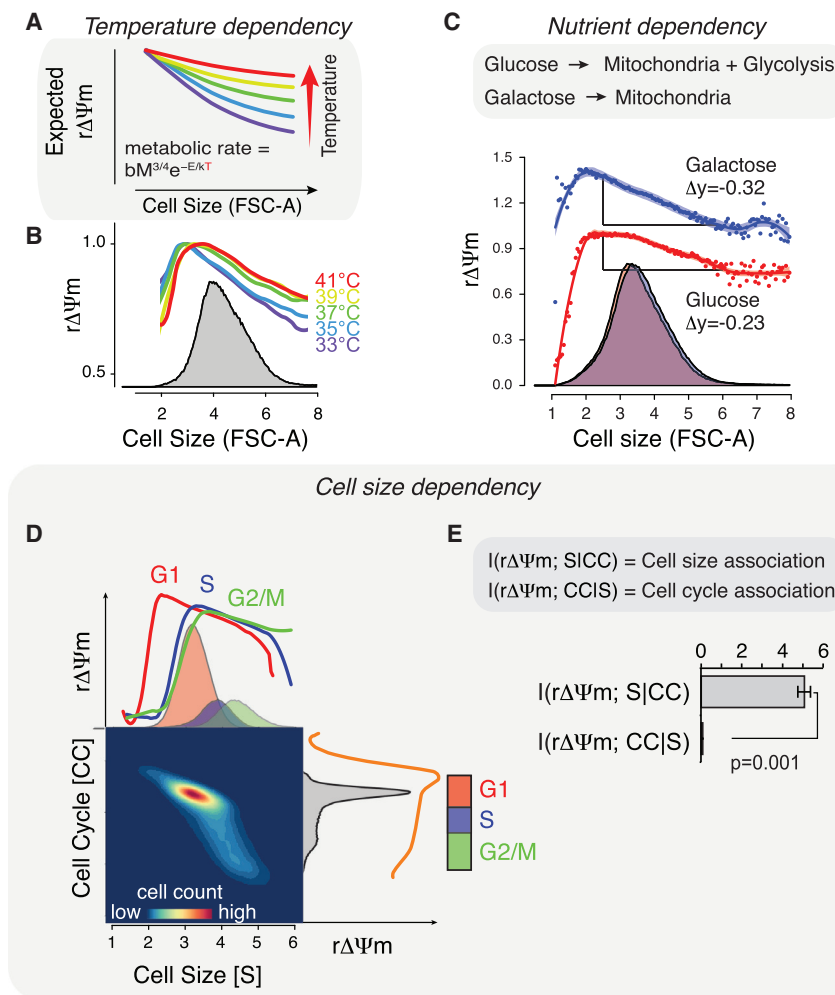 A
Temperature dependency
Expected
rΔΨm
Temperature
metabolic rate =
bM3/4e−E/kT
Cell Size (FSC-A)
B
rΔΨm
1.0
0.5
41°C
39°C
37°C
35°C
33°C
2 4 6 8
Cell Size (FSC-A)
C
Nutrient dependency
Glucose → Mitochondria + Glycolysis
Galactose → Mitochondria
rΔΨm
1.5
1.2
0.9
0.6
0.3
0.0
Galactose
Δy=-0.32
Glucose
Δy=-0.23
1 2 3 4 5 6 7 8
Cell size (FSC-A)
Cell size dependency
D
G1
S
G2/M
rΔΨm
Cell Cycle [CC]
cell count
low high
1 2 3 4 5 6
Cell Size [S]
rΔΨm
G1
S
G2/M
E
I(rΔΨm; S|CC) = Cell size association
I(rΔΨm; CC|S) = Cell cycle association
0 2 4 6
I(rΔΨm; S|CC)
I(rΔΨm; CC|S)
p=0.001